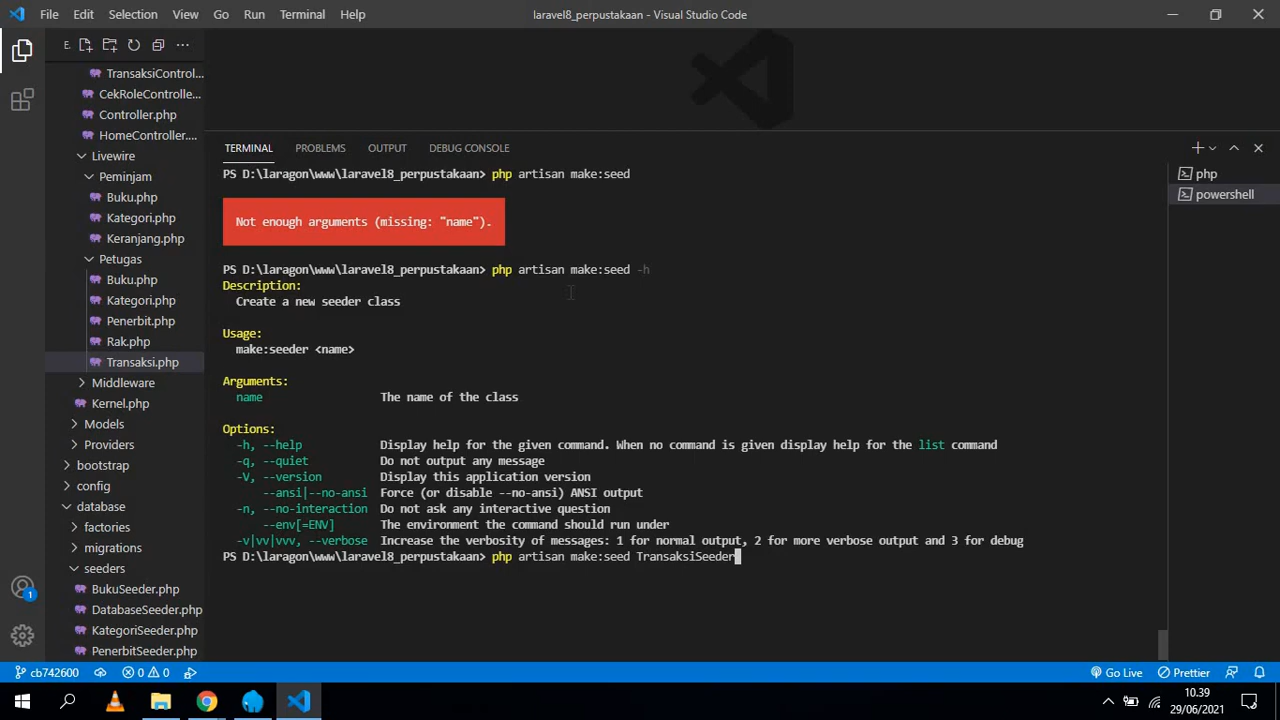 File Edit Selection View Go Run Terminal Help laravel8_perpustakaan - Visual Studio Code
E.
TransaksiControl...
CekRoleControlle...
Controller.php
HomeController....
Livewire
Peminjam
Buku.php
Kategori.php
Keranjang.php
Petugas
Buku.php
Kategori.php
Penerbit.php
Rak.php
Transaksi.php
Middleware
Kernel.php
Models
Providers
bootstrap
config
database
factories
migrations
seeders
BukuSeeder.php
DatabaseSeeder.php
KategoriSeeder.php
PenerbitSeeder.php
TERMINAL PROBLEMS OUTPUT DEBUG CONSOLE
PS D:\laragon\www\laravel8_perpustakaan> php artisan make:seed
Not enough arguments (missing: "name").
PS D:\laragon\www\laravel8_perpustakaan> php artisan make:seed -h
Description:
Create a new seeder class
Usage:
make:seeder <name>
Arguments:
name The name of the class
Options:
-h, --help Display help for the given command. When no command is given display help for the list command
-q, --quiet Do not output any message
-V, --version Display this application version
--ansi|--no-ansi Force (or disable --no-ansi) ANSI output
-n, --no-interaction Do not ask any interactive question
--env[=ENV] The environment the command should run under
-v|vv|vvv, --verbose Increase the verbosity of messages: 1 for normal output, 2 for more verbose output and 3 for debug
PS D:\laragon\www\laravel8_perpustakaan> php artisan make:seed TransaksiSeeder
php
powershell
1
cb742600 0 0 Go Live Prettier
10.39
29/06/2021